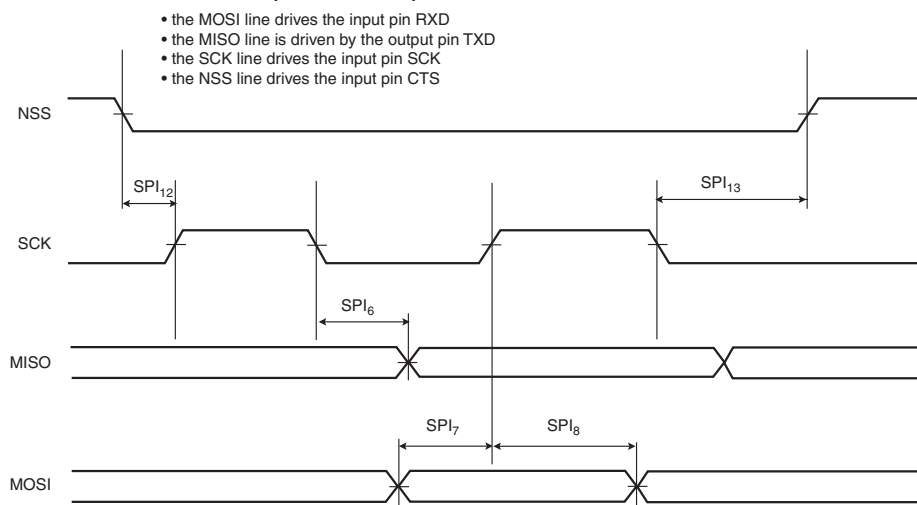 • the MOSI line drives the input pin RXD
• the MISO line is driven by the output pin TXD
• the SCK line drives the input pin SCK
• the NSS line drives the input pin CTS
NSS
SPI12
SPI13
SCK
SPI6
MISO
SPI7
SPI8
MOSI